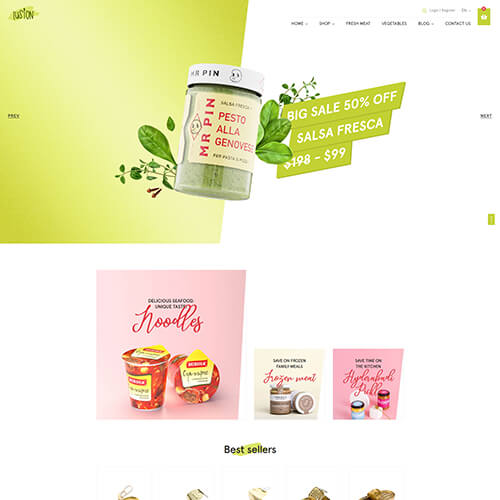 FUSION
Login / Register
EN
0
HOME
SHOP
FRESH MEAT
VEGETABLES
BLOG
CONTACT US
PREV
NEXT
MR PIN
SALSA FRESCA
MR PIN
PESTO
ALLA
GENOVESE
PER PASTA E PIZZA
BIG SALE 50% OFF
SALSA FRESCA
$198 - $99
DELICIOUS SEAFOOD.
UNIQUE TASTE
Noodles
SAVE ON FROZEN
FAMILY MEALS
Frozen meat
SAVE TIME ON
THE KITCHEN
Hyderabadi
Pickle
Best sellers